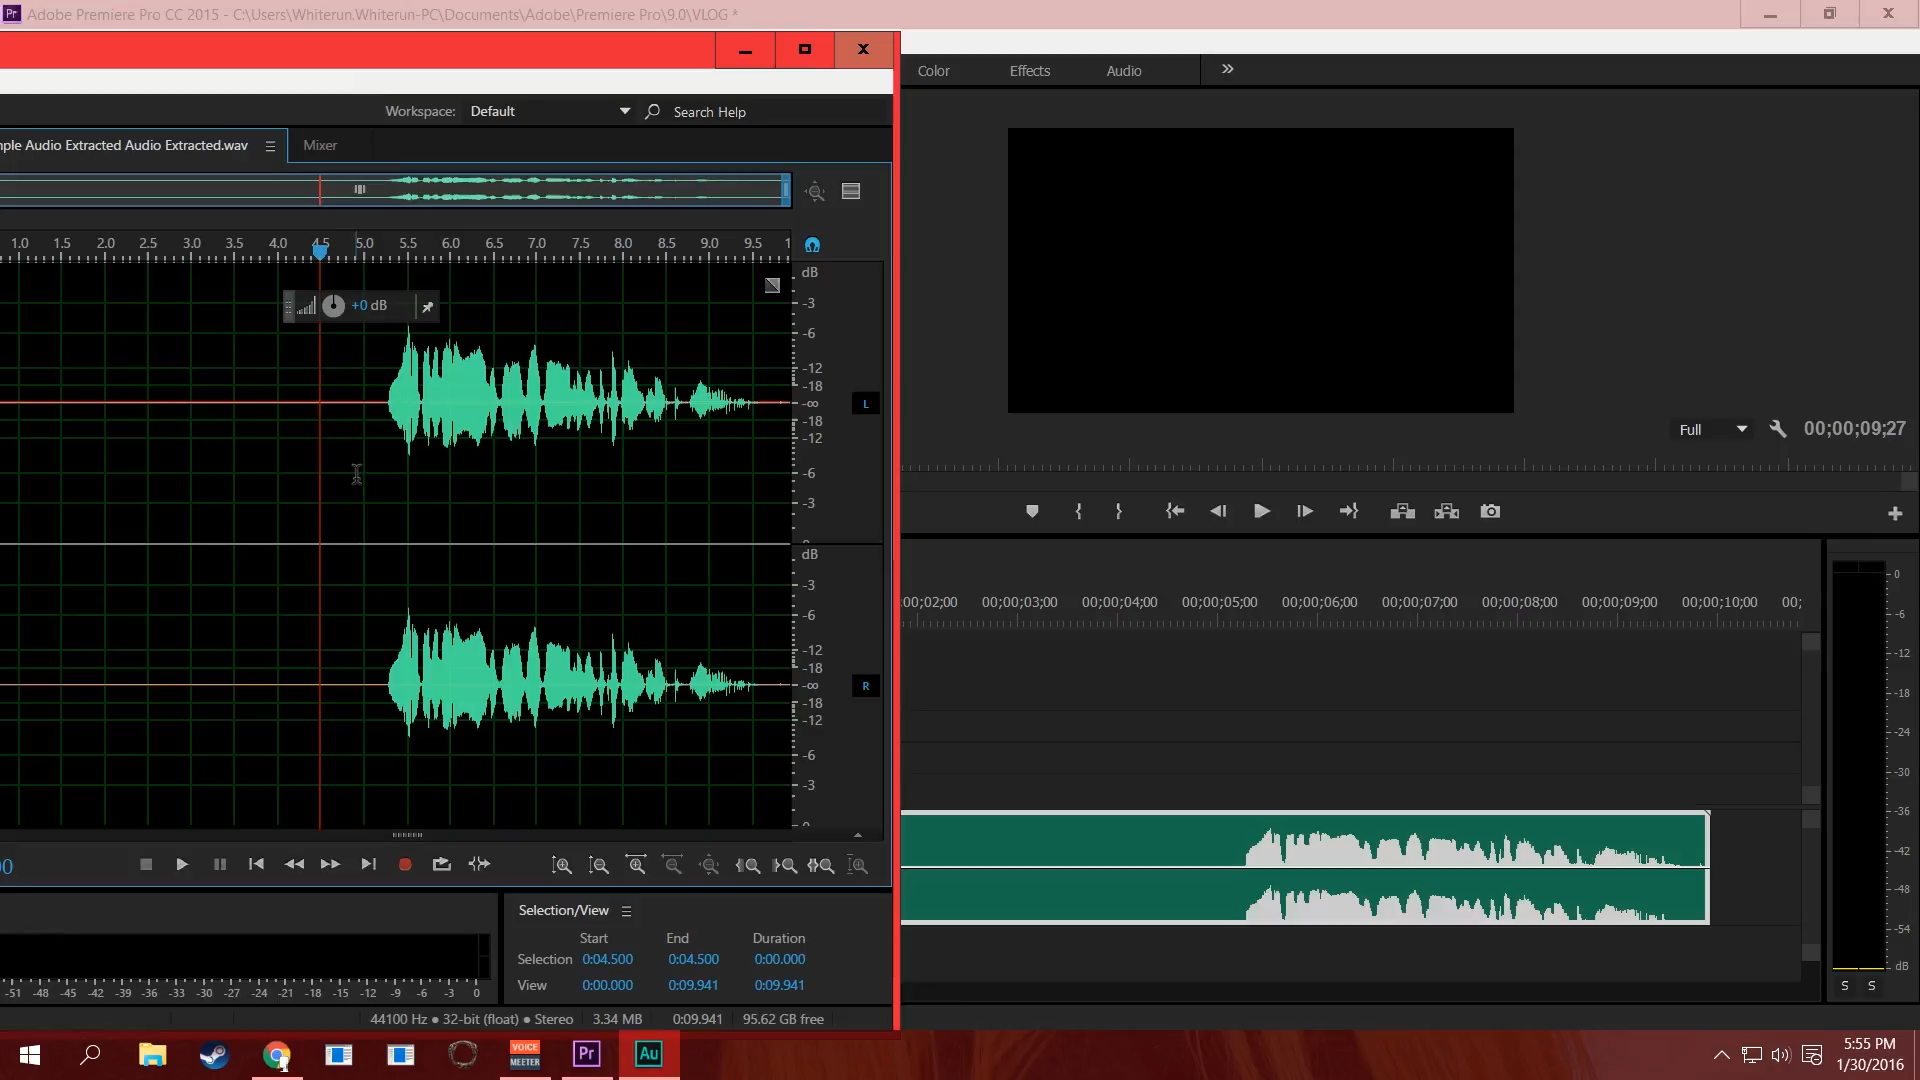 Pr Adobe Premiere Pro CC 2015 - C:\Users\Whiterun.Whiterun-PC\Documents\Adobe\Premiere Pro\9.0\VLOG *
Color Effects Audio
Workspace: Default Search Help
nple Audio Extracted Audio Extracted.wav Mixer
1.0 1.5 2.0 2.5 3.0 3.5 4.0 4.5 5.0 5.5 6.0 6.5 7.0 7.5 8.0 8.5 9.0 9.5 1
dB
+0 dB
-3
-6
-12
-18
-∞
L
-18
-12
-6
-3
dB
-3
-6
-12
-18
-∞
R
-18
-12
-6
-3
Full 00;00;09;27
:00;02;00 00;00;03;00 00;00;04;00 00;00;05;00 00;00;06;00 00;00;07;00 00;00;08;00 00;00;09;00 00;00;10;00 00;
0
-6
-12
-18
-24
-30
-36
-42
-48
-54
dB
S S
Selection/View
Start End Duration
Selection 0:04.500 0:04.500 0:00.000
View 0:00.000 0:09.941 0:09.941
-51 -48 -45 -42 -39 -36 -33 -30 -27 -24 -21 -18 -15 -12 -9 -6 -3 0
44100 Hz ● 32-bit (float) ● Stereo 3.34 MB 0:09.941 95.62 GB free
VOICE
MEETER
Pr
Au
5:55 PM
1/30/2016